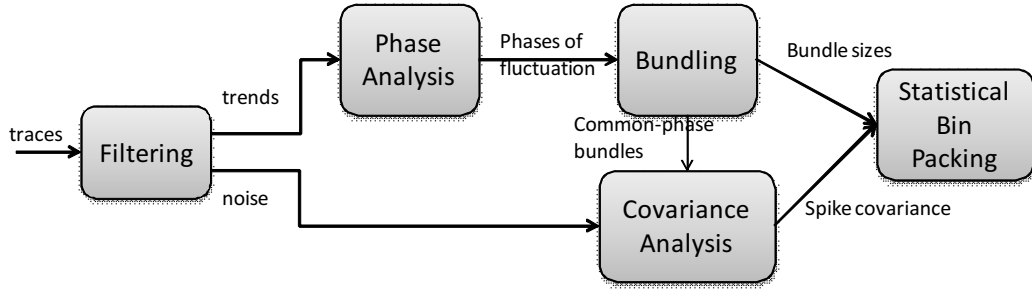 traces
Filtering
trends
noise
Phase
Analysis
Phases of
fluctuation
Bundling
Common-phase
bundles
Covariance
Analysis
Bundle sizes
Spike covariance
Statistical
Bin
Packing